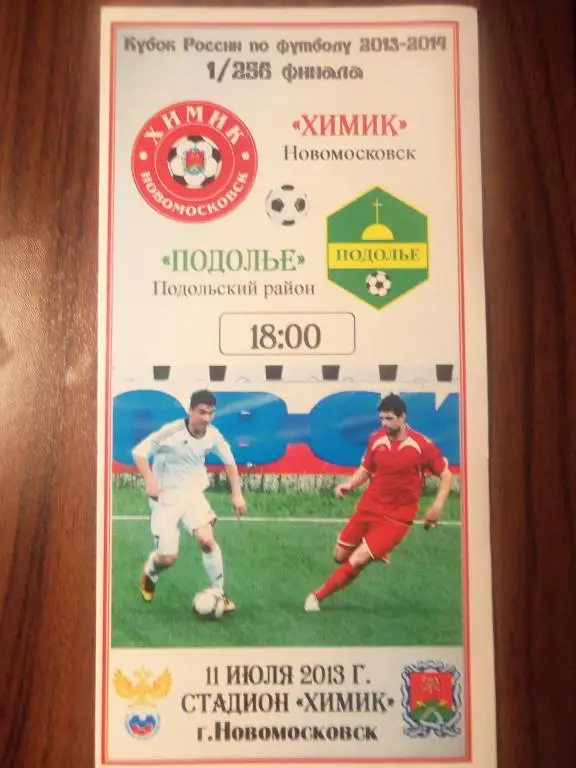 Кубок России по футболу 2013-2014
1/256 финала
ХИМИК
НОВОМОСКОВСК
«ХИМИК»
Новомосковск
«ПОДОЛЬЕ»
Подольский район
ПОДОЛЬЕ
18:00
11 ИЮЛЯ 2013 Г.
СТАДИОН «ХИМИК»
г.Новомосковск